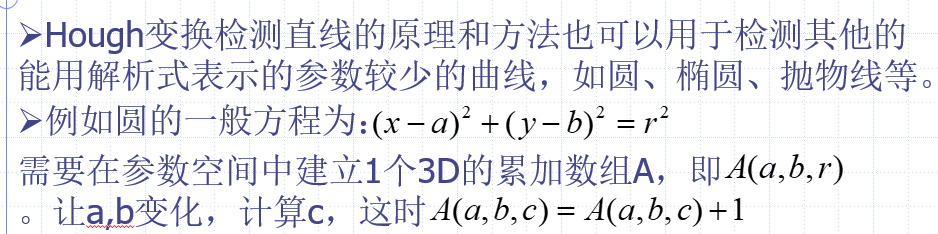 ➢Hough变换检测直线的原理和方法也可以用于检测其他的
能用解析式表示的参数较少的曲线，如圆、椭圆、抛物线等。
➢例如圆的一般方程为:(x − a)² + (y − b)² = r²
需要在参数空间中建立1个3D的累加数组A，即A(a,b,r)
。让a,b变化，计算c，这时A(a,b,c) = A(a,b,c)+1